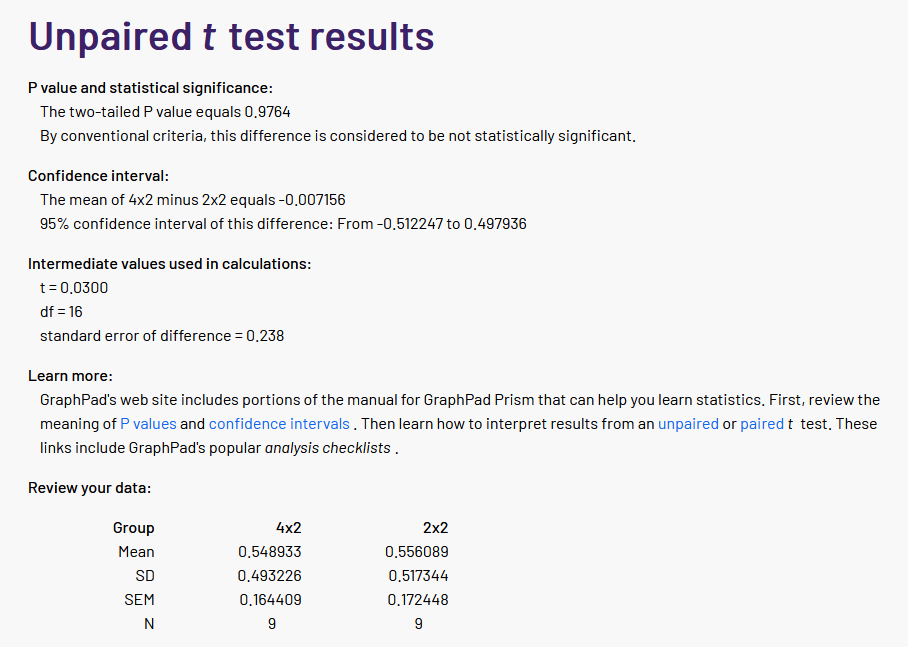 Unpaired t test results
P value and statistical significance:
The two-tailed P value equals 0.9764
By conventional criteria, this difference is considered to be not statistically significant.
Confidence interval:
The mean of 4x2 minus 2x2 equals -0.007156
95% confidence interval of this difference: From -0.512247 to 0.497936
Intermediate values used in calculations:
t = 0.0300
df = 16
standard error of difference = 0.238
Learn more:
GraphPad's web site includes portions of the manual for GraphPad Prism that can help you learn statistics. First, review the
meaning of P values and confidence intervals . Then learn how to interpret results from an unpaired or paired t test. These
links include GraphPad's popular analysis checklists .
Review your data:
Group 4x2 2x2
Mean 0.548933 0.556089
SD 0.493226 0.517344
SEM 0.164409 0.172448
N 9 9